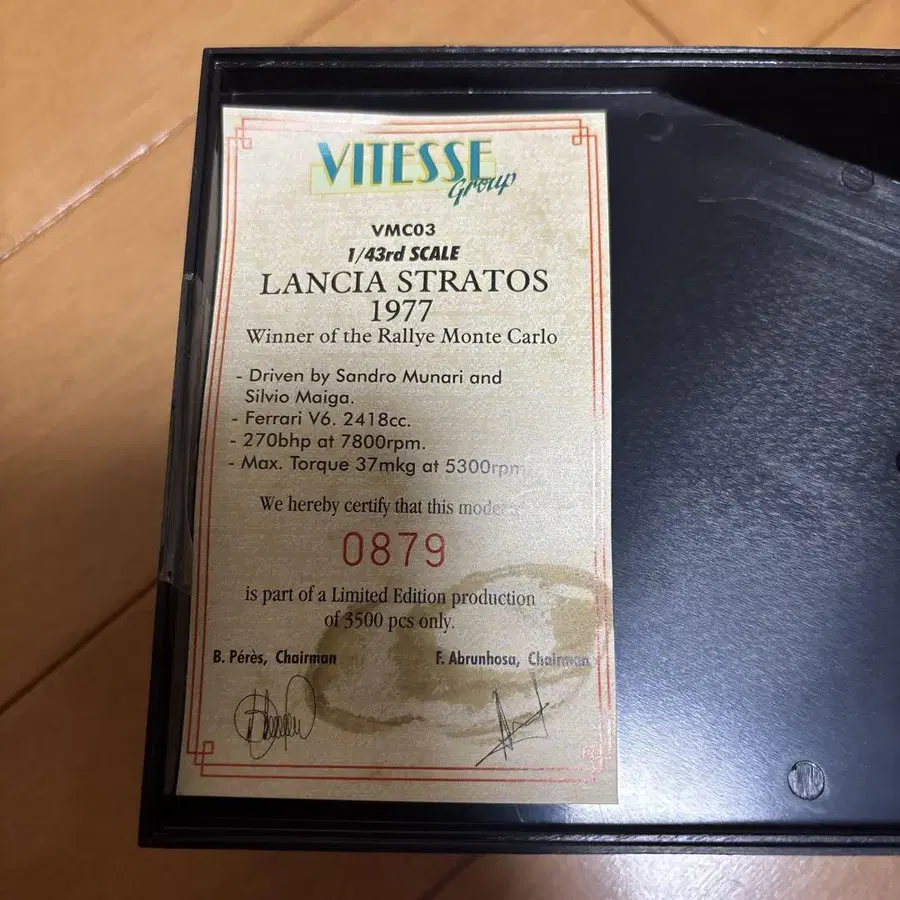 VITESSE
Group
VMC03
1/43rd SCALE
LANCIA STRATOS
1977
Winner of the Rallye Monte Carlo
- Driven by Sandro Munari and
Silvio Maiga.
- Ferrari V6. 2418cc.
- 270bhp at 7800rpm.
- Max. Torque 37mkg at 5300rpm
We hereby certify that this model
0879
is part of a Limited Edition production
of 3500 pcs only.
B. Pérès, Chairman F. Abrunhosa, Chairman